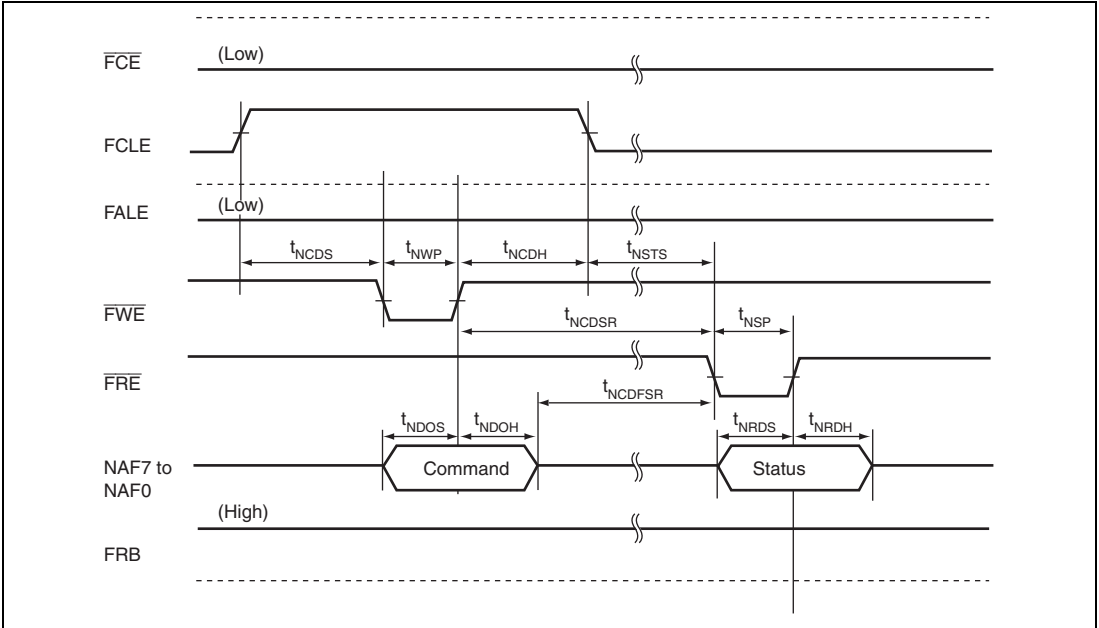 FCE (Low)
FCLE
FALE (Low)
tNCDS tNWP tNCDH tNSTS
FWE
tNCDSR tNSP
FRE
tNCDFSR
tNDOS tNDOH tNRDS tNRDH
NAF7 to
NAF0
Command Status
(High)
FRB